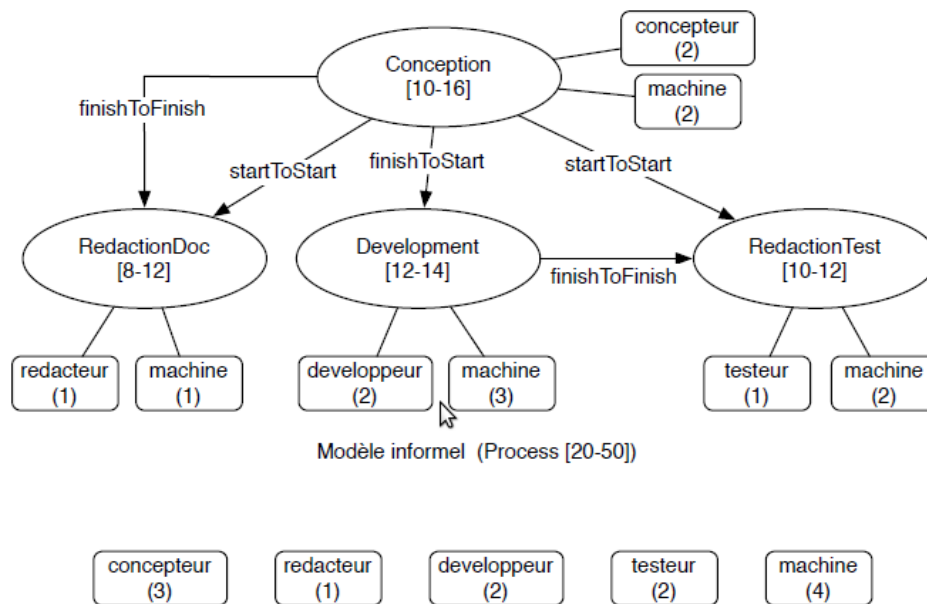 concepteur
(2)
Conception
[10-16]
machine
(2)
finishToFinish
startToStart
finishToStart
startToStart
RedactionDoc
[8-12]
Development
[12-14]
finishToFinish
RedactionTest
[10-12]
redacteur
(1)
machine
(1)
developpeur
(2)
machine
(3)
testeur
(1)
machine
(2)
Modèle informel (Process [20-50])
concepteur
(3)
redacteur
(1)
developpeur
(2)
testeur
(2)
machine
(4)